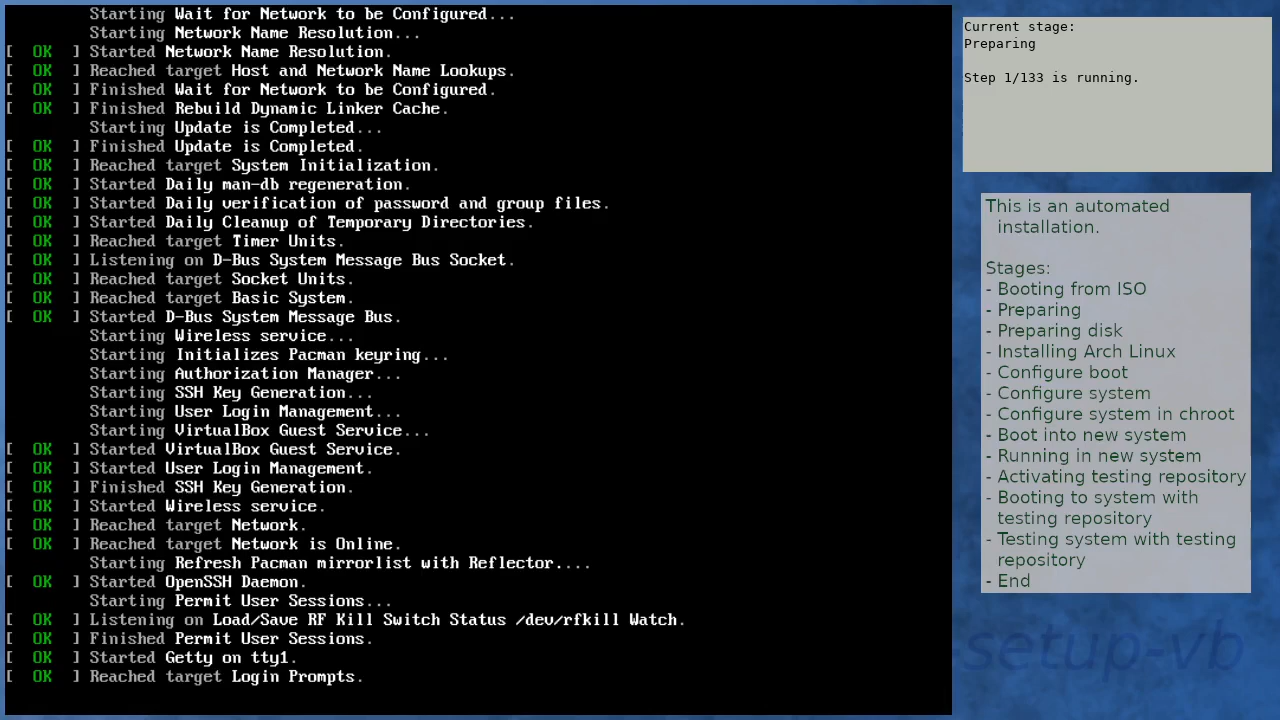 Starting Wait for Network to be Configured...
Starting Network Name Resolution...
[ OK ] Started Network Name Resolution.
[ OK ] Reached target Host and Network Name Lookups.
[ OK ] Finished Wait for Network to be Configured.
[ OK ] Finished Rebuild Dynamic Linker Cache.
Starting Update is Completed...
[ OK ] Finished Update is Completed.
[ OK ] Reached target System Initialization.
[ OK ] Started Daily man-db regeneration.
[ OK ] Started Daily verification of password and group files.
[ OK ] Started Daily Cleanup of Temporary Directories.
[ OK ] Reached target Timer Units.
[ OK ] Listening on D-Bus System Message Bus Socket.
[ OK ] Reached target Socket Units.
[ OK ] Reached target Basic System.
[ OK ] Started D-Bus System Message Bus.
Starting Wireless service...
Starting Initializes Pacman keyring...
Starting Authorization Manager...
Starting SSH Key Generation...
Starting User Login Management...
Starting VirtualBox Guest Service...
[ OK ] Started VirtualBox Guest Service.
[ OK ] Started User Login Management.
[ OK ] Finished SSH Key Generation.
[ OK ] Started Wireless service.
[ OK ] Reached target Network.
[ OK ] Reached target Network is Online.
Starting Refresh Pacman mirrorlist with Reflector....
[ OK ] Started OpenSSH Daemon.
Starting Permit User Sessions...
[ OK ] Listening on Load/Save RF Kill Switch Status /dev/rfkill Watch.
[ OK ] Finished Permit User Sessions.
[ OK ] Started Getty on tty1.
[ OK ] Reached target Login Prompts.
Current stage:
Preparing
Step 1/133 is running.
This is an automated
installation.
Stages:
- Booting from ISO
- Preparing
- Preparing disk
- Installing Arch Linux
- Configure boot
- Configure system
- Configure system in chroot
- Boot into new system
- Running in new system
- Activating testing repository
- Booting to system with
testing repository
- Testing system with testing
repository
- End
-setup-vb